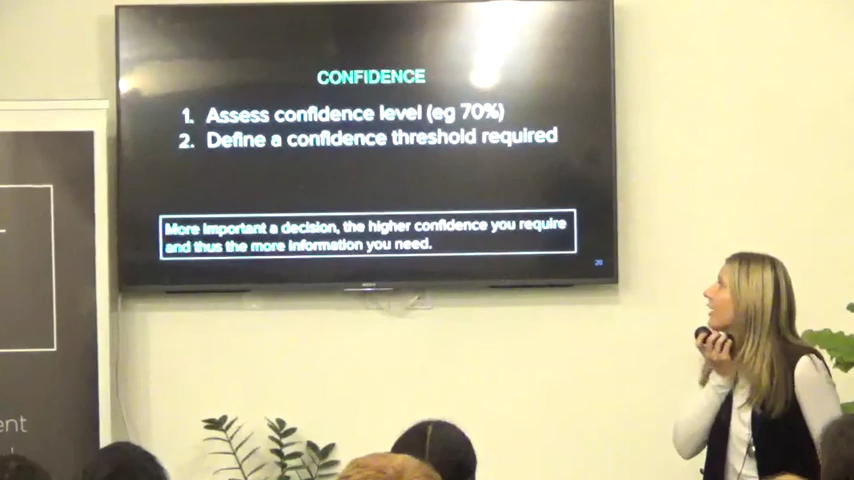 CONFIDENCE
1. Assess confidence level (eg 70%)
2. Define a confidence threshold required
More important a decision, the higher confidence you require
and thus the more information you need.
ent